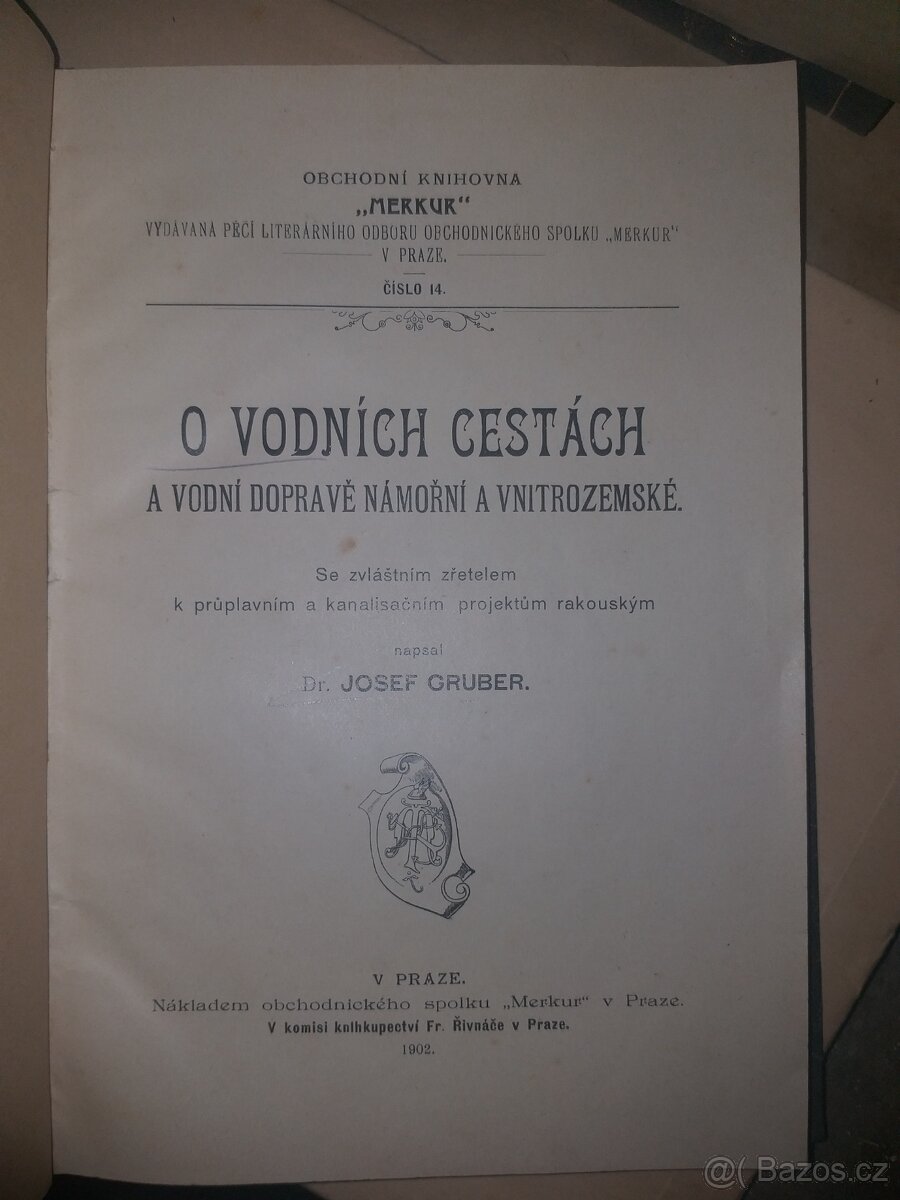 OBCHODNÍ KNIHOVNA
„MERKUR“
VYDÁVANÁ PÉČÍ LITERÁRNÍHO ODBORU OBCHODNICKÉHO SPOLKU „MERKUR“
V PRAZE.
ČÍSLO 14.
O VODNÍCH CESTÁCH
A VODNÍ DOPRAVĚ NÁMOŘNÍ A VNITROZEMSKÉ.
Se zvláštním zřetelem
k průplavním a kanalisačním projektům rakouským
napsal
Dr. JOSEF GRUBER.
V PRAZE.
Nákladem obchodnického spolku „Merkur“ v Praze.
V komisi knihkupectví Fr. Řivnáče v Praze.
1902.
@( Bazos.cz